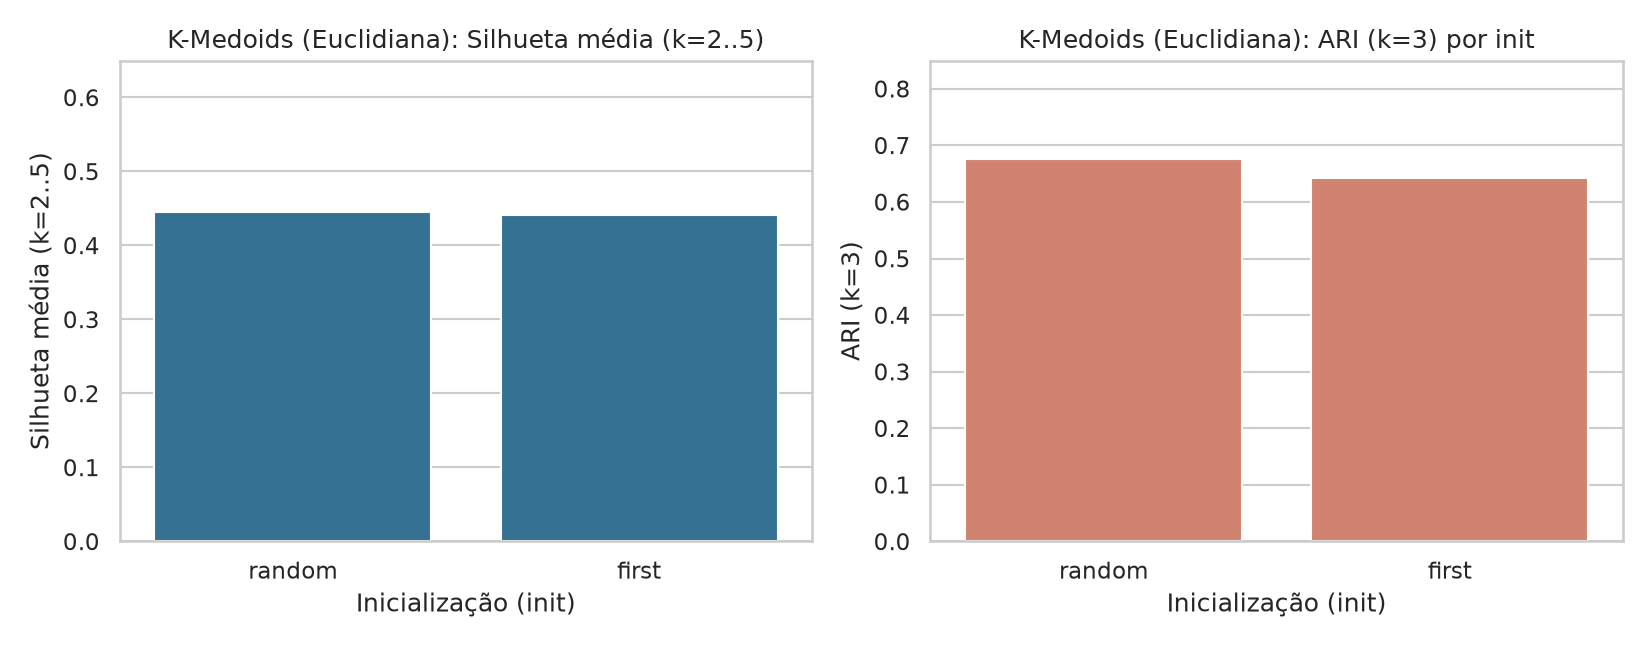 K-Medoids (Euclidiana): Silhueta média (k=2..5)
Silhueta média (k=2..5)
0.6
0.5
0.4
0.3
0.2
0.1
0.0
random first
Inicialização (init)
K-Medoids (Euclidiana): ARI (k=3) por init
ARI (k=3)
0.8
0.7
0.6
0.5
0.4
0.3
0.2
0.1
0.0
random first
Inicialização (init)